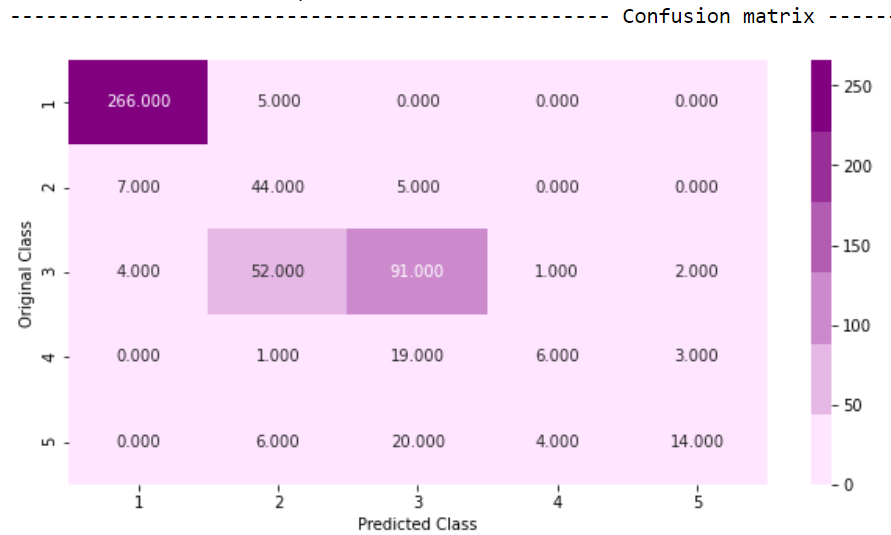 ------------------------------------------------- Confusion matrix ------
250
1 266.000 5.000 0.000 0.000 0.000
200
2 7.000 44.000 5.000 0.000 0.000
150
Original Class
3 4.000 52.000 91.000 1.000 2.000
100
4 0.000 1.000 19.000 6.000 3.000
50
5 0.000 6.000 20.000 4.000 14.000
0
1 2 3 4 5
Predicted Class